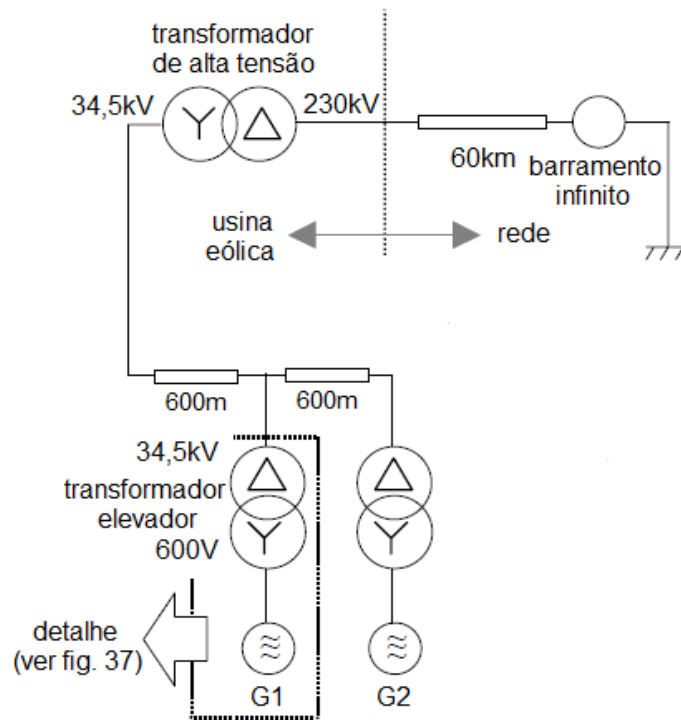 transformador
de alta tensão
34,5kV
230kV
60km
barramento
infinito
usina
eólica
rede
600m
600m
34,5kV
transformador
elevador
600V
detalhe
(ver fig. 37)
G1
G2